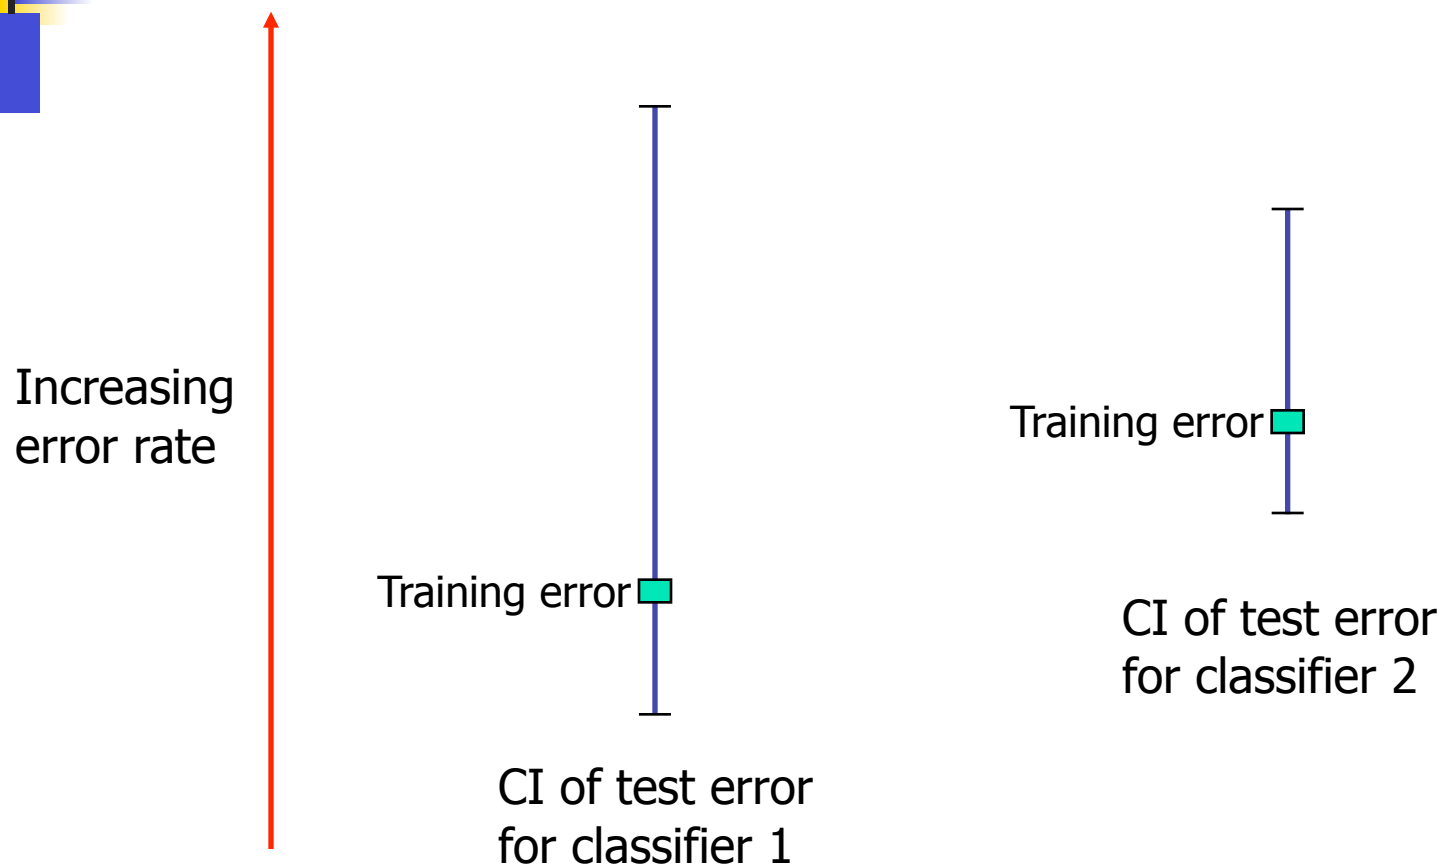 Increasing
error rate
Training error
CI of test error
for classifier 1
Training error
CI of test error
for classifier 2